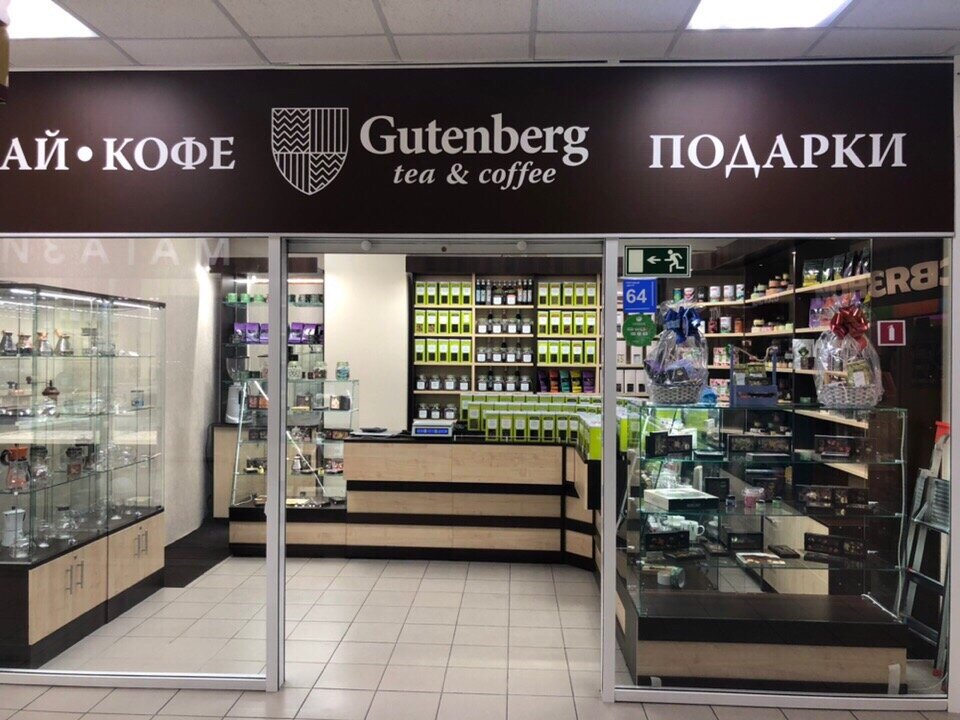 АЙ • КОФЕ
Gutenberg
tea & coffee
ПОДАРКИ
64